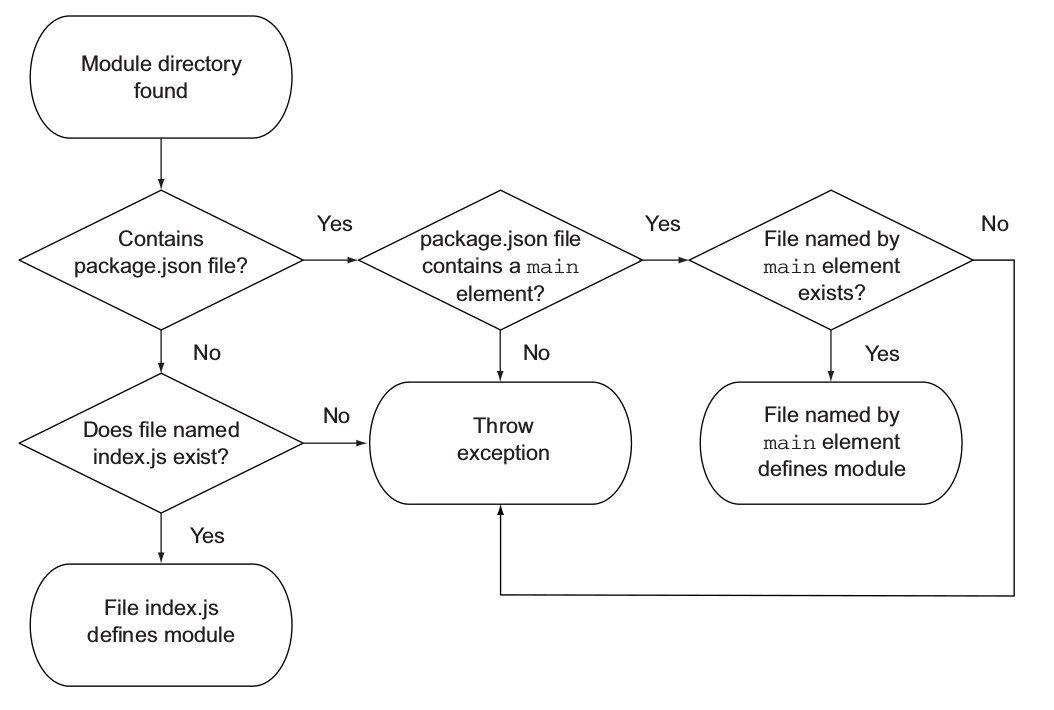 Module directory
found
Contains
package.json file?
Yes
package.json file
contains a main
element?
Yes
File named by
main element
exists?
No
No
No
Yes
Does file named
index.js exist?
No
Throw
exception
File named by
main element
defines module
Yes
File index.js
defines module